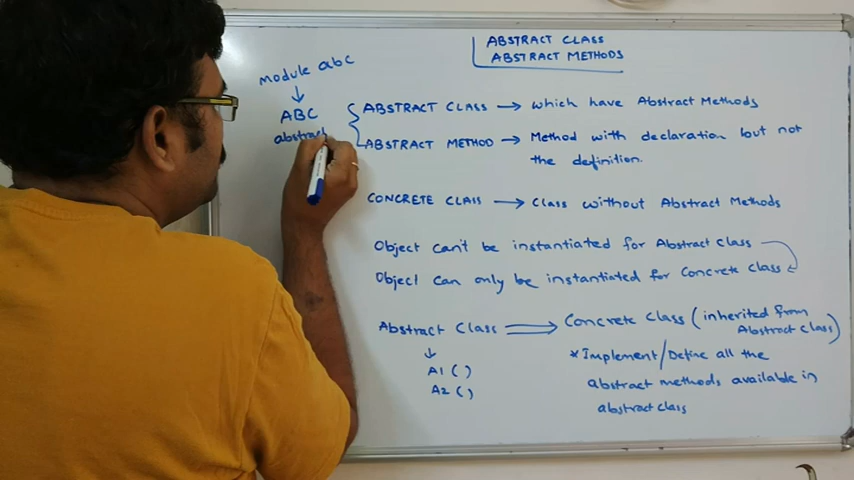 ABSTRACT CLASS
ABSTRACT METHODS
module abc
ABC
abstract
ABSTRACT CLASS → which have Abstract Methods
ABSTRACT METHOD → Method with declaration but not
the definition.
CONCRETE CLASS → Class without Abstract Methods
Object can't be instantiated for Abstract class
Object can only be instantiated for Concrete class
Abstract Class ⇒ Concrete Class (inherited from
Abstract Class)
A1 ( )
A2 ( )
*Implement/Define all the
abstract methods available in
abstract class